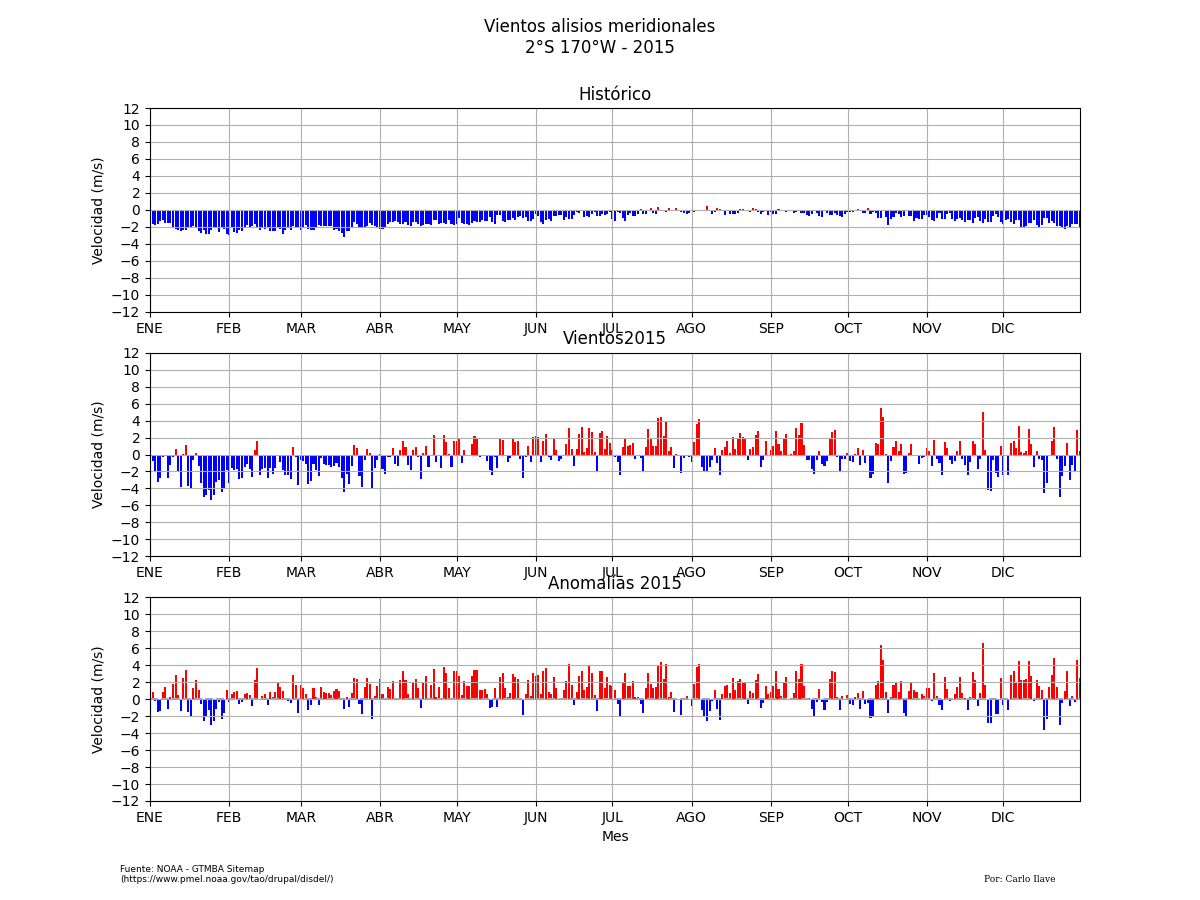 Vientos alisios meridionales
2°S 170°W - 2015
Histórico
12
10
8
6
4
2
0
−2
−4
−6
−8
−10
−12
Velocidad (m/s)
ENE FEB MAR ABR MAY JUN JUL AGO SEP OCT NOV DIC
Vientos2015
12
10
8
6
4
2
0
−2
−4
−6
−8
−10
−12
Velocidad (m/s)
ENE FEB MAR ABR MAY JUN JUL AGO SEP OCT NOV DIC
Anomalías 2015
12
10
8
6
4
2
0
−2
−4
−6
−8
−10
−12
Velocidad (m/s)
ENE FEB MAR ABR MAY JUN JUL AGO SEP OCT NOV DIC
Mes
Fuente: NOAA - GTMBA Sitemap
(https://www.pmel.noaa.gov/tao/drupal/disdel/)
Por: Carlo Ilave